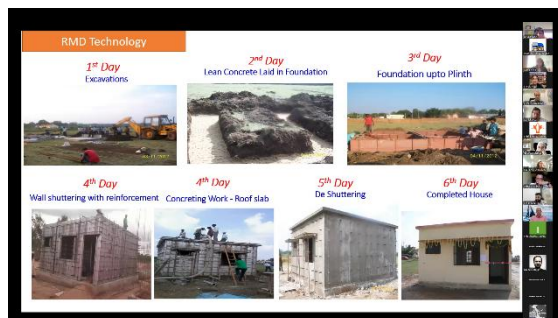 RMD Technology
1st Day
Excavations
2nd Day
Lean Concrete Laid in Foundation
3rd Day
Foundation upto Plinth
4th Day
Wall shuttering with reinforcement
4th Day
Concreting Work - Roof slab
5th Day
De Shuttering
6th Day
Completed House